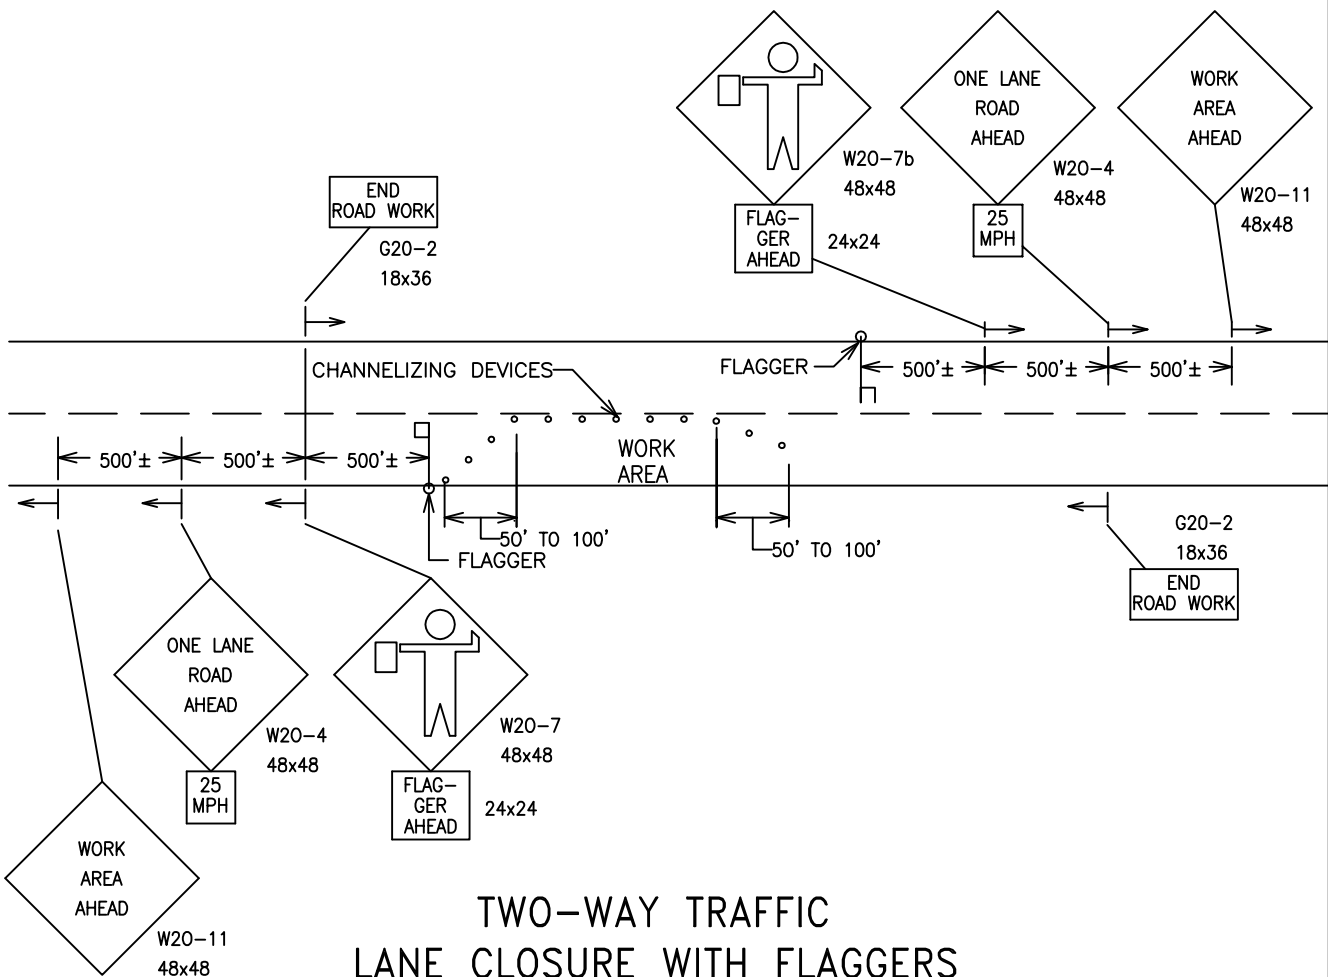 ONE LANE
ROAD
AHEAD
WORK
AREA
AHEAD
W20-7b
48x48
W20-4
48x48
W20-11
48x48
END
ROAD WORK
G20-2
18x36
FLAG-
GER
AHEAD
24x24
25
MPH
CHANNELIZING DEVICES
FLAGGER
500'±
500'±
500'±
500'±
500'±
500'±
WORK
AREA
50' TO 100'
50' TO 100'
FLAGGER
G20-2
18x36
END
ROAD WORK
ONE LANE
ROAD
AHEAD
W20-4
48x48
25
MPH
W20-7
48x48
FLAG-
GER
AHEAD
24x24
WORK
AREA
AHEAD
W20-11
48x48
TWO-WAY TRAFFIC
LANE CLOSURE WITH FLAGGERS